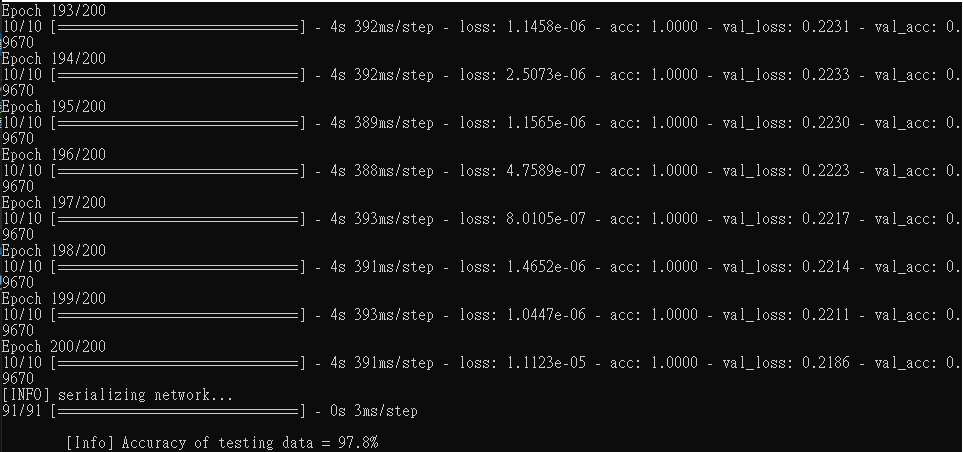 Epoch 193/200
10/10 [==============================] - 4s 392ms/step - loss: 1.1458e-06 - acc: 1.0000 - val_loss: 0.2231 - val_acc: 0.
9670
Epoch 194/200
10/10 [==============================] - 4s 392ms/step - loss: 2.5073e-06 - acc: 1.0000 - val_loss: 0.2233 - val_acc: 0.
9670
Epoch 195/200
10/10 [==============================] - 4s 389ms/step - loss: 1.1565e-06 - acc: 1.0000 - val_loss: 0.2230 - val_acc: 0.
9670
Epoch 196/200
10/10 [==============================] - 4s 388ms/step - loss: 4.7589e-07 - acc: 1.0000 - val_loss: 0.2223 - val_acc: 0.
9670
Epoch 197/200
10/10 [==============================] - 4s 393ms/step - loss: 8.0105e-07 - acc: 1.0000 - val_loss: 0.2217 - val_acc: 0.
9670
Epoch 198/200
10/10 [==============================] - 4s 391ms/step - loss: 1.4652e-06 - acc: 1.0000 - val_loss: 0.2214 - val_acc: 0.
9670
Epoch 199/200
10/10 [==============================] - 4s 393ms/step - loss: 1.0447e-06 - acc: 1.0000 - val_loss: 0.2211 - val_acc: 0.
9670
Epoch 200/200
10/10 [==============================] - 4s 391ms/step - loss: 1.1123e-05 - acc: 1.0000 - val_loss: 0.2186 - val_acc: 0.
9670
[INFO] serializing network...
91/91 [==============================] - 0s 3ms/step
[Info] Accuracy of testing data = 97.8%